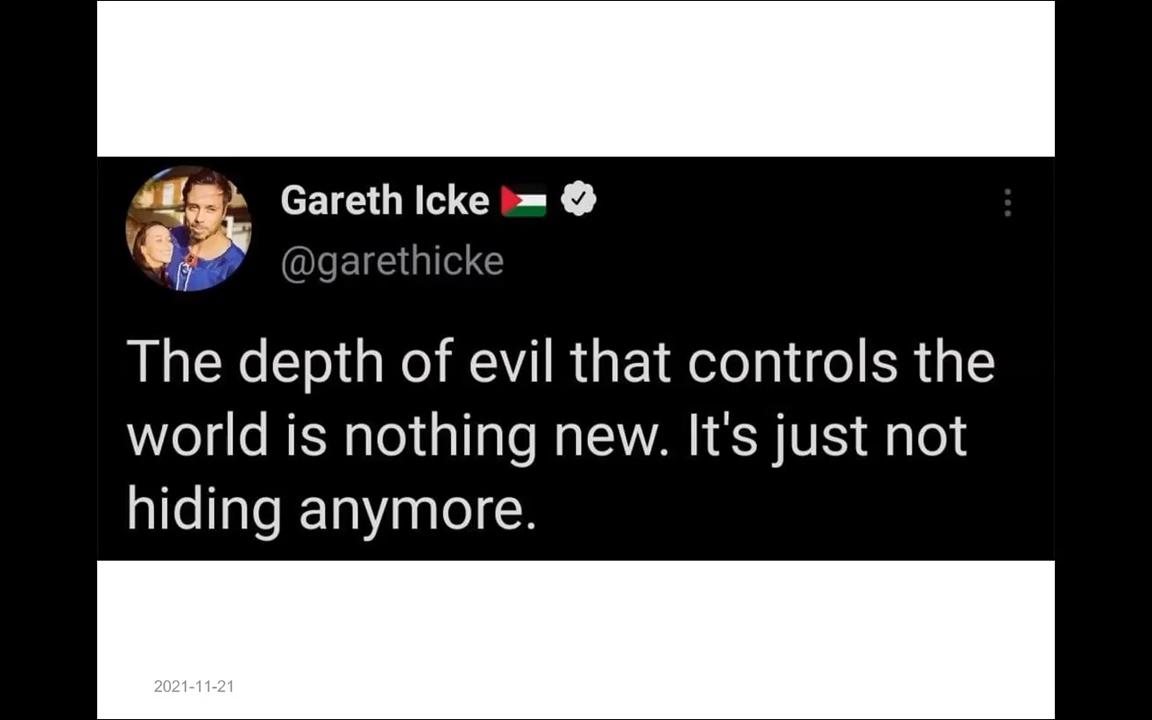 Gareth Icke 🇵🇸
@garethicke
The depth of evil that controls the
world is nothing new. It's just not
hiding anymore.
2021-11-21